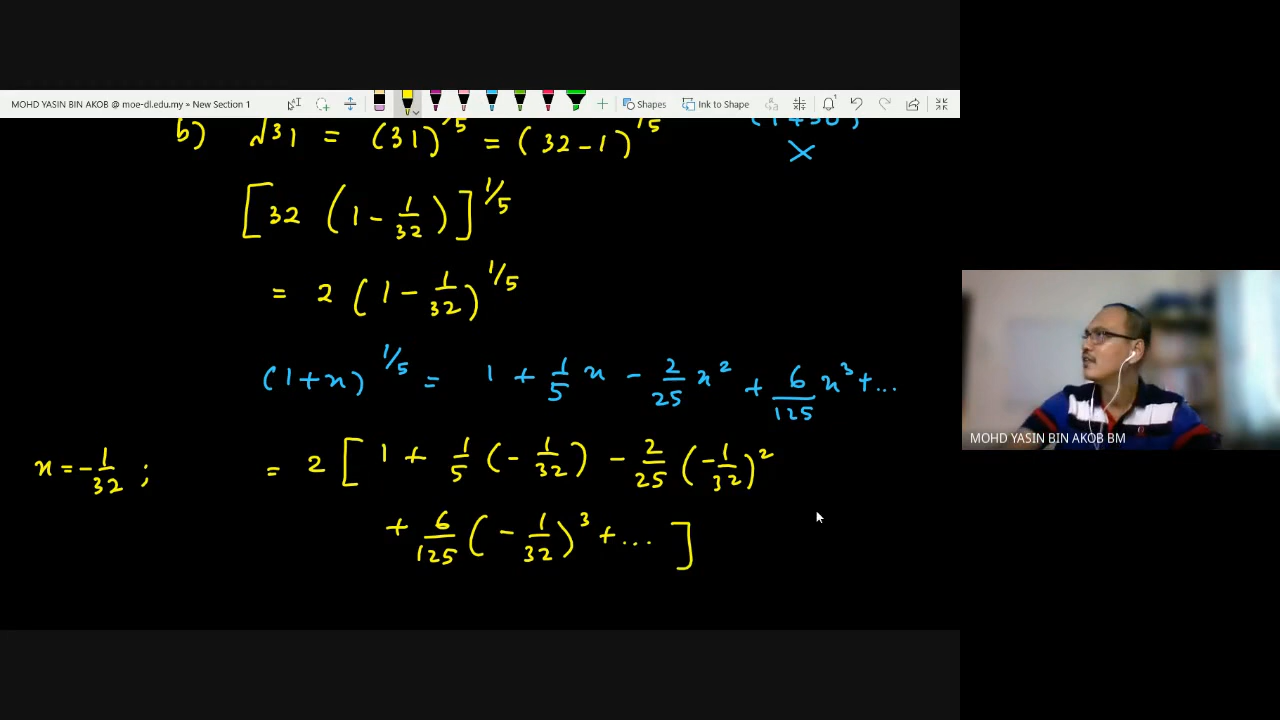 MOHD YASIN BIN AKOB @ moe-dl.edu.my » New Section 1
Shapes
Ink to Shape
b) √31 = (31)^1/5 = (32-1)^1/5
(1+30)
×
[32 (1 - 1/32)]^1/5
= 2 (1 - 1/32)^1/5
(1+x)^1/5 = 1 + 1/5 x - 2/25 x² + 6/125 x³ + ...
x = -1/32 ; = 2 [ 1 + 1/5 (-1/32) - 2/25 (-1/32)²
+ 6/125 (-1/32)³ + ... ]
MOHD YASIN BIN AKOB BM